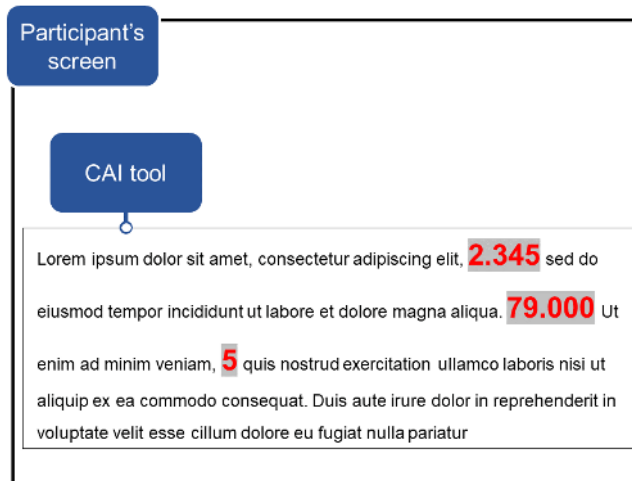 Participant's
screen
CAI tool
Lorem ipsum dolor sit amet, consectetur adipiscing elit, 2.345 sed do
eiusmod tempor incididunt ut labore et dolore magna aliqua. 79.000 Ut
enim ad minim veniam, 5 quis nostrud exercitation ullamco laboris nisi ut
aliquip ex ea commodo consequat. Duis aute irure dolor in reprehenderit in
voluptate velit esse cillum dolore eu fugiat nulla pariatur